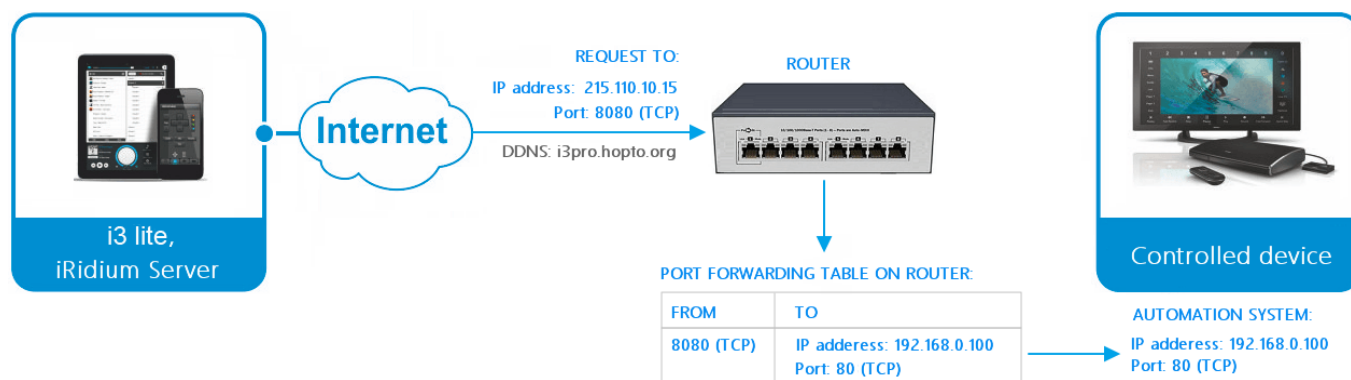 i3 lite,
iRidium Server
Internet
REQUEST TO:
IP address: 215.110.10.15
Port: 8080 (TCP)
DDNS: i3pro.hopto.org
ROUTER
PORT FORWARDING TABLE ON ROUTER:
FROM TO
8080 (TCP) IP adderess: 192.168.0.100
Port: 80 (TCP)
Controlled device
AUTOMATION SYSTEM:
IP adderess: 192.168.0.100
Port: 80 (TCP)